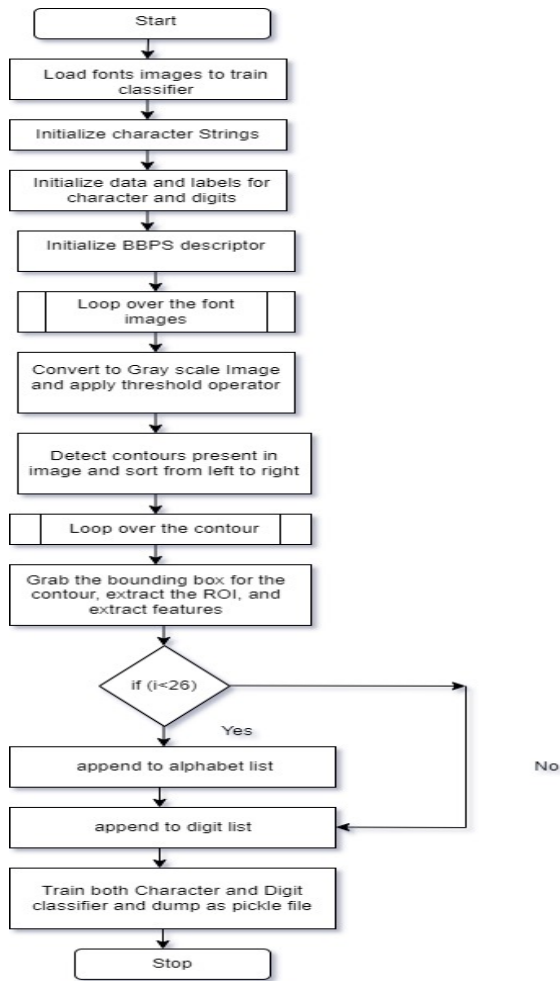 Start
Load fonts images to train
classifier
Initialize character Strings
Initialize data and labels for
character and digits
Initialize BBPS descriptor
Loop over the font
images
Convert to Gray scale Image
and apply threshold operator
Detect contours present in
image and sort from left to right
Loop over the contour
Grab the bounding box for the
contour, extract the ROI, and
extract features
if (i<26)
Yes
append to alphabet list
No
append to digit list
Train both Character and Digit
classifier and dump as pickle file
Stop